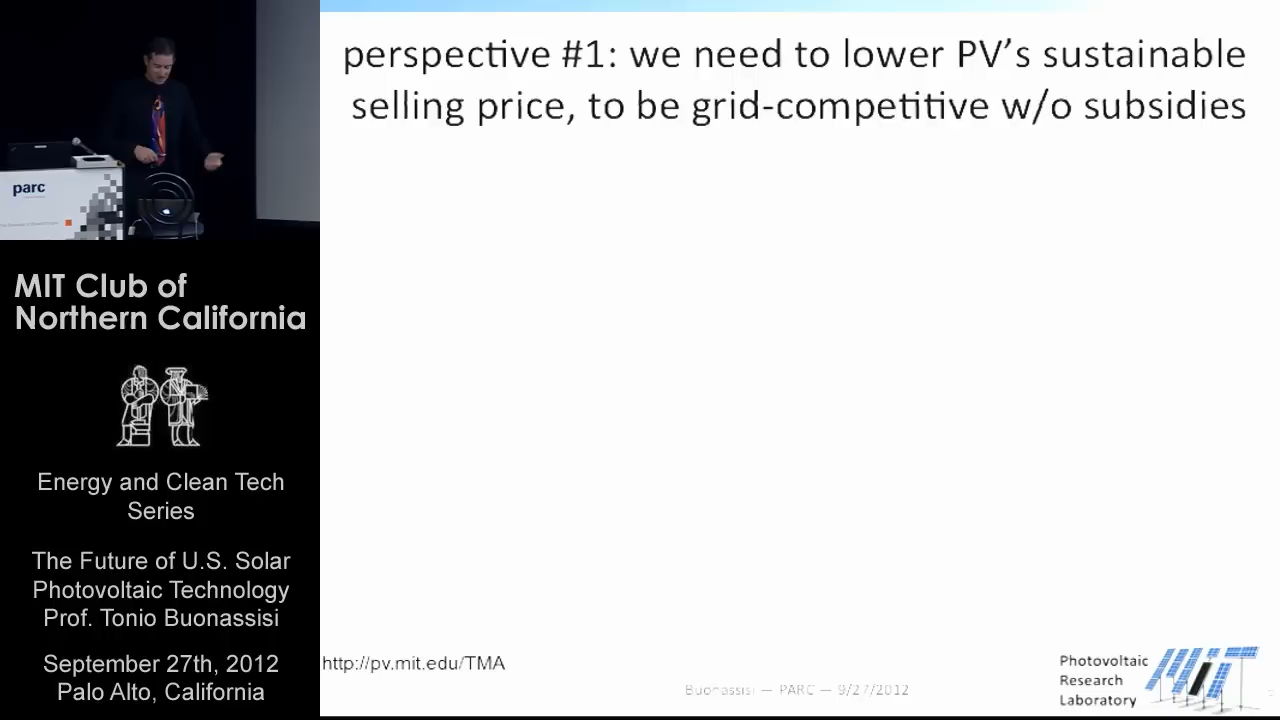 perspective #1: we need to lower PV's sustainable
selling price, to be grid-competitive w/o subsidies
parc
MIT Club of
Northern California
Energy and Clean Tech
Series
The Future of U.S. Solar
Photovoltaic Technology
Prof. Tonio Buonassisi
September 27th, 2012
Palo Alto, California
http://pv.mit.edu/TMA
Buonassisi — PARC — 9/27/2012
Photovoltaic
Research
Laboratory
MIT